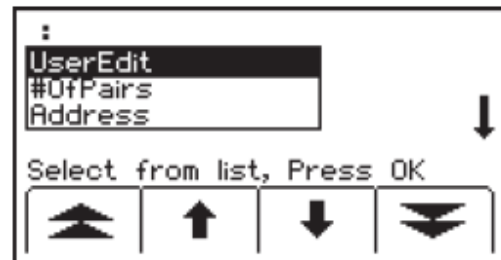 :
UserEdit
#OfPairs
Address
Select from list, Press OK